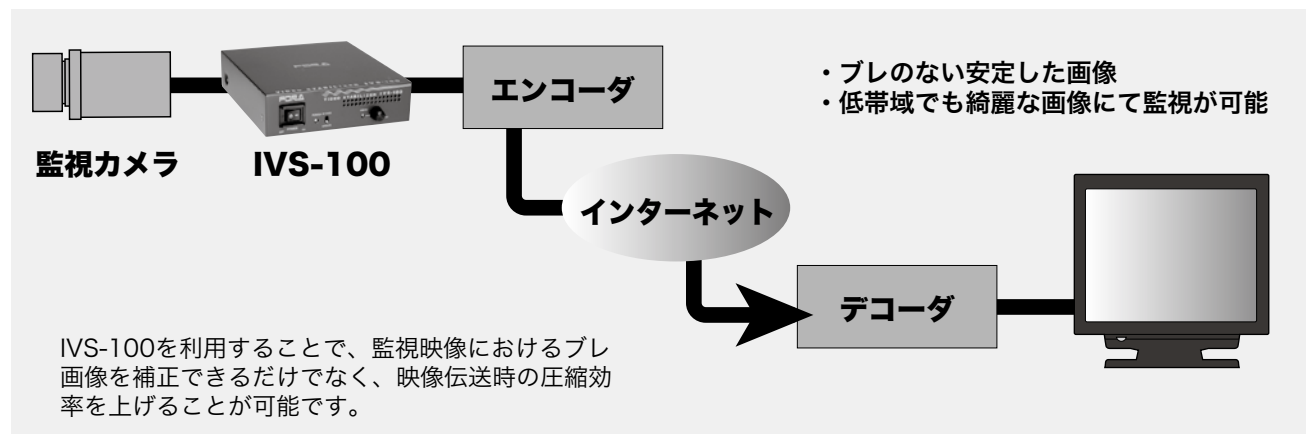 ・ブレのない安定した画像
・低帯域でも綺麗な画像にて監視が可能
エンコーダ
監視カメラ
IVS-100
インターネット
デコーダ
IVS-100を利用することで、監視映像におけるブレ
画像を補正できるだけでなく、映像伝送時の圧縮効
率を上げることが可能です。